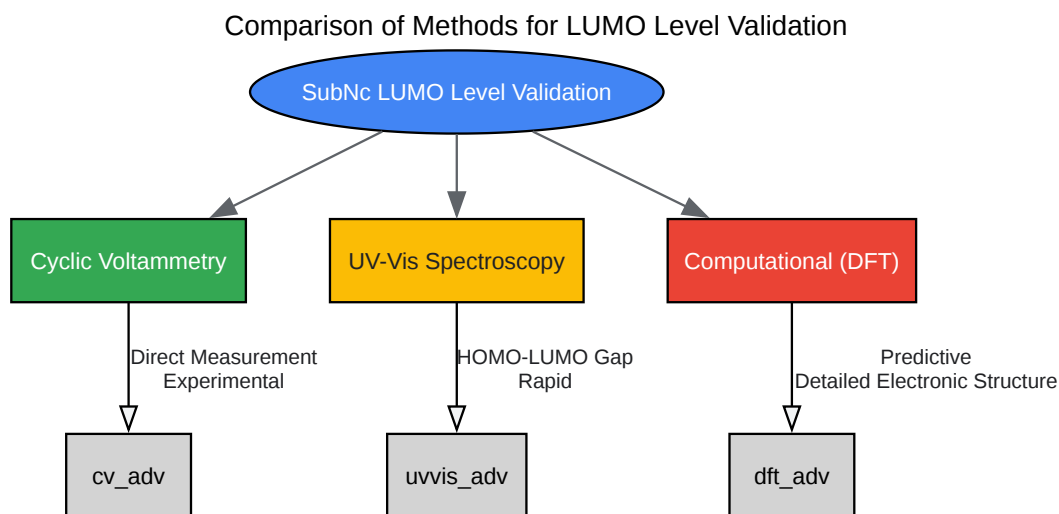 Comparison of Methods for LUMO Level Validation
SubNc LUMO Level Validation
Cyclic Voltammetry
UV-Vis Spectroscopy
Computational (DFT)
Direct Measurement
Experimental
HOMO-LUMO Gap
Rapid
Predictive
Detailed Electronic Structure
cv_adv
uvvis_adv
dft_adv